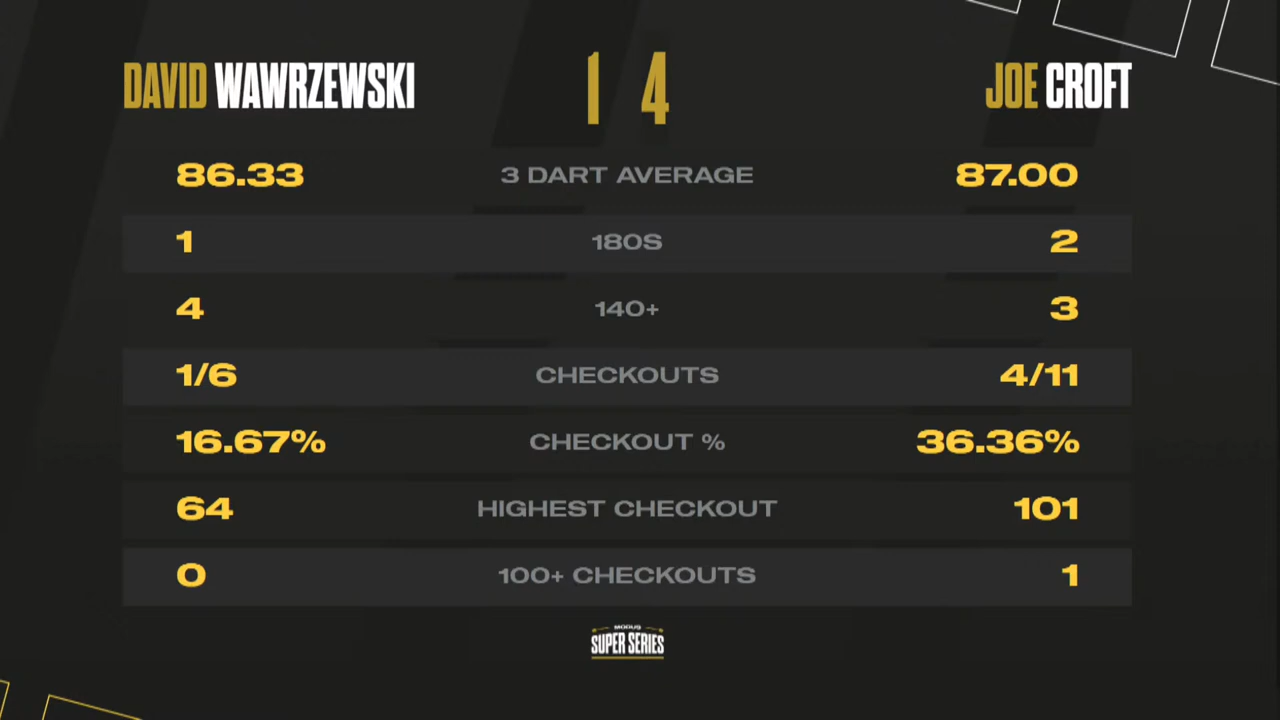 DAVID WAWRZEWSKI 1 4 JOE CROFT
86.33 3 DART AVERAGE 87.00
1 180S 2
4 140+ 3
1/6 CHECKOUTS 4/11
16.67% CHECKOUT % 36.36%
64 HIGHEST CHECKOUT 101
0 100+ CHECKOUTS 1
MODUS
SUPER SERIES